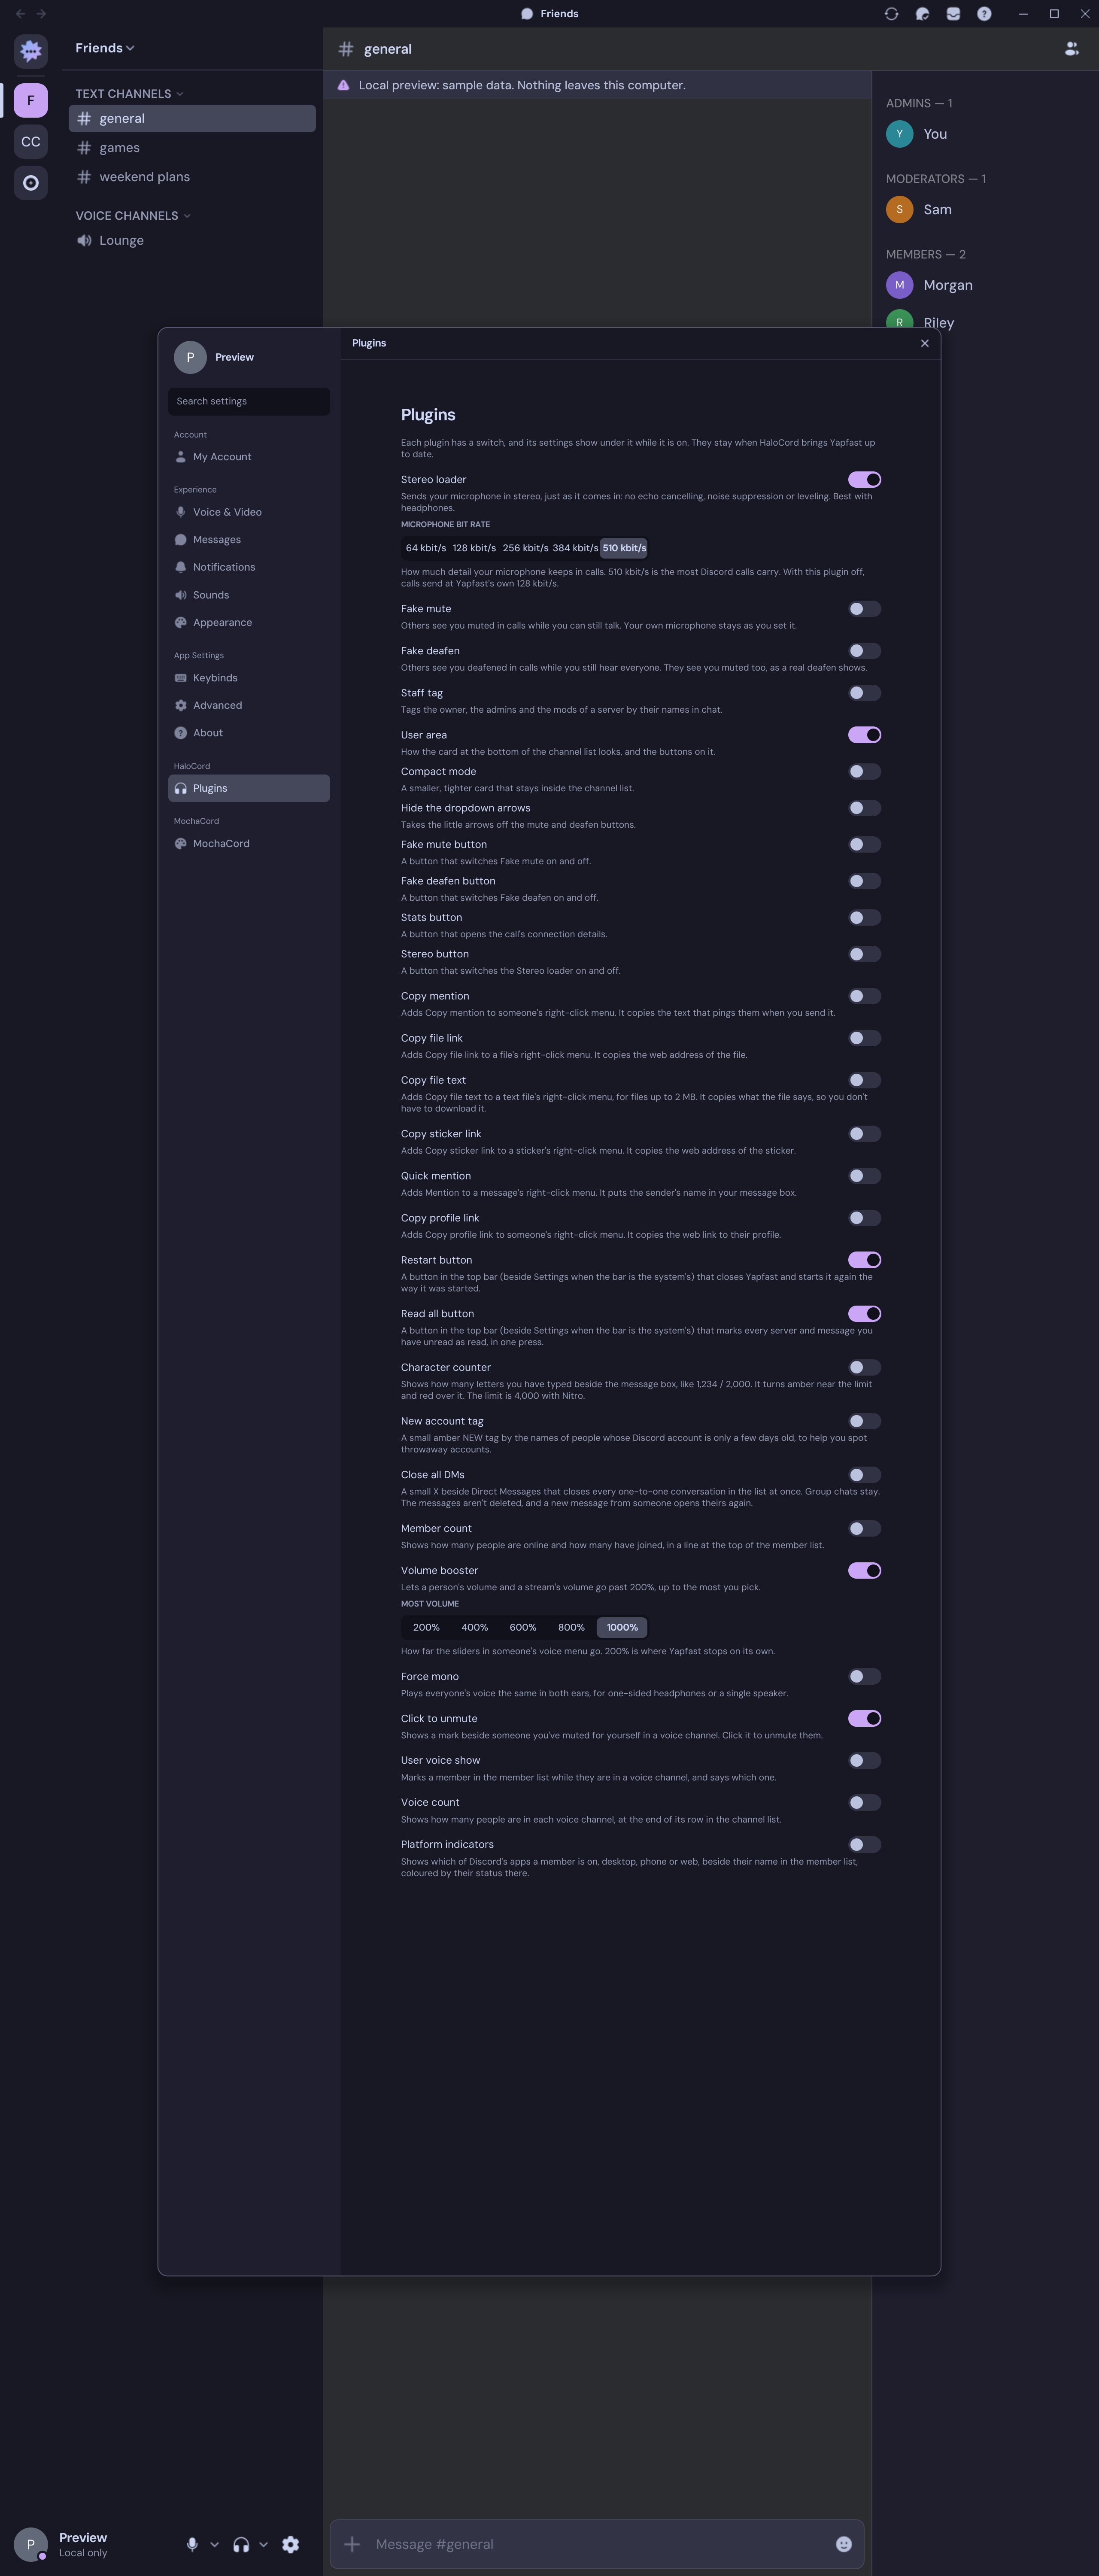 Friends
Friends
general
F
CC
TEXT CHANNELS
general
games
weekend plans
VOICE CHANNELS
Lounge
Local preview: sample data. Nothing leaves this computer.
ADMINS — 1
Y
You
MODERATORS — 1
S
Sam
MEMBERS — 2
M
Morgan
R
Riley
P
Preview
Search settings
Account
My Account
Experience
Voice & Video
Messages
Notifications
Sounds
Appearance
App Settings
Keybinds
Advanced
About
HaloCord
Plugins
MochaCord
MochaCord
Plugins
Plugins
Each plugin has a switch, and its settings show under it while it is on. They stay when HaloCord brings Yapfast up
to date.
Stereo loader
Sends your microphone in stereo, just as it comes in: no echo cancelling, noise suppression or leveling. Best with
headphones.
MICROPHONE BIT RATE
64 kbit/s 128 kbit/s 256 kbit/s 384 kbit/s 510 kbit/s
How much detail your microphone keeps in calls. 510 kbit/s is the most Discord calls carry. With this plugin off,
calls send at Yapfast's own 128 kbit/s.
Fake mute
Others see you muted in calls while you can still talk. Your own microphone stays as you set it.
Fake deafen
Others see you deafened in calls while you still hear everyone. They see you muted too, as a real deafen shows.
Staff tag
Tags the owner, the admins and the mods of a server by their names in chat.
User area
How the card at the bottom of the channel list looks, and the buttons on it.
Compact mode
A smaller, tighter card that stays inside the channel list.
Hide the dropdown arrows
Takes the little arrows off the mute and deafen buttons.
Fake mute button
A button that switches Fake mute on and off.
Fake deafen button
A button that switches Fake deafen on and off.
Stats button
A button that opens the call's connection details.
Stereo button
A button that switches the Stereo loader on and off.
Copy mention
Adds Copy mention to someone's right-click menu. It copies the text that pings them when you send it.
Copy file link
Adds Copy file link to a file's right-click menu. It copies the web address of the file.
Copy file text
Adds Copy file text to a text file's right-click menu, for files up to 2 MB. It copies what the file says, so you don't
have to download it.
Copy sticker link
Adds Copy sticker link to a sticker's right-click menu. It copies the web address of the sticker.
Quick mention
Adds Mention to a message's right-click menu. It puts the sender's name in your message box.
Copy profile link
Adds Copy profile link to someone's right-click menu. It copies the web link to their profile.
Restart button
A button in the top bar (beside Settings when the bar is the system's) that closes Yapfast and starts it again the
way it was started.
Read all button
A button in the top bar (beside Settings when the bar is the system's) that marks every server and message you
have unread as read, in one press.
Character counter
Shows how many letters you have typed beside the message box, like 1,234 / 2,000. It turns amber near the limit
and red over it. The limit is 4,000 with Nitro.
New account tag
A small amber NEW tag by the names of people whose Discord account is only a few days old, to help you spot
throwaway accounts.
Close all DMs
A small X beside Direct Messages that closes every one-to-one conversation in the list at once. Group chats stay.
The messages aren't deleted, and a new message from someone opens theirs again.
Member count
Shows how many people are online and how many have joined, in a line at the top of the member list.
Volume booster
Lets a person's volume and a stream's volume go past 200%, up to the most you pick.
MOST VOLUME
200% 400% 600% 800% 1000%
How far the sliders in someone's voice menu go. 200% is where Yapfast stops on its own.
Force mono
Plays everyone's voice the same in both ears, for one-sided headphones or a single speaker.
Click to unmute
Shows a mark beside someone you've muted for yourself in a voice channel. Click it to unmute them.
User voice show
Marks a member in the member list while they are in a voice channel, and says which one.
Voice count
Shows how many people are in each voice channel, at the end of its row in the channel list.
Platform indicators
Shows which of Discord's apps a member is on, desktop, phone or web, beside their name in the member list,
coloured by their status there.
P
Preview
Local only
Message #general